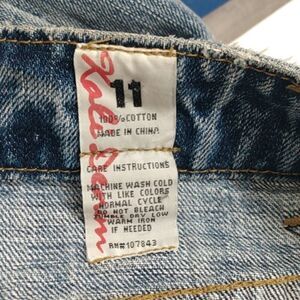 11
100% COTTON
MADE IN CHINA
CARE INSTRUCTIONS
MACHINE WASH COLD
WITH LIKE COLORS
NORMAL CYCLE
DO NOT BLEACH
TUMBLE DRY LOW
WARM IRON
IF NEEDED
RN#107843